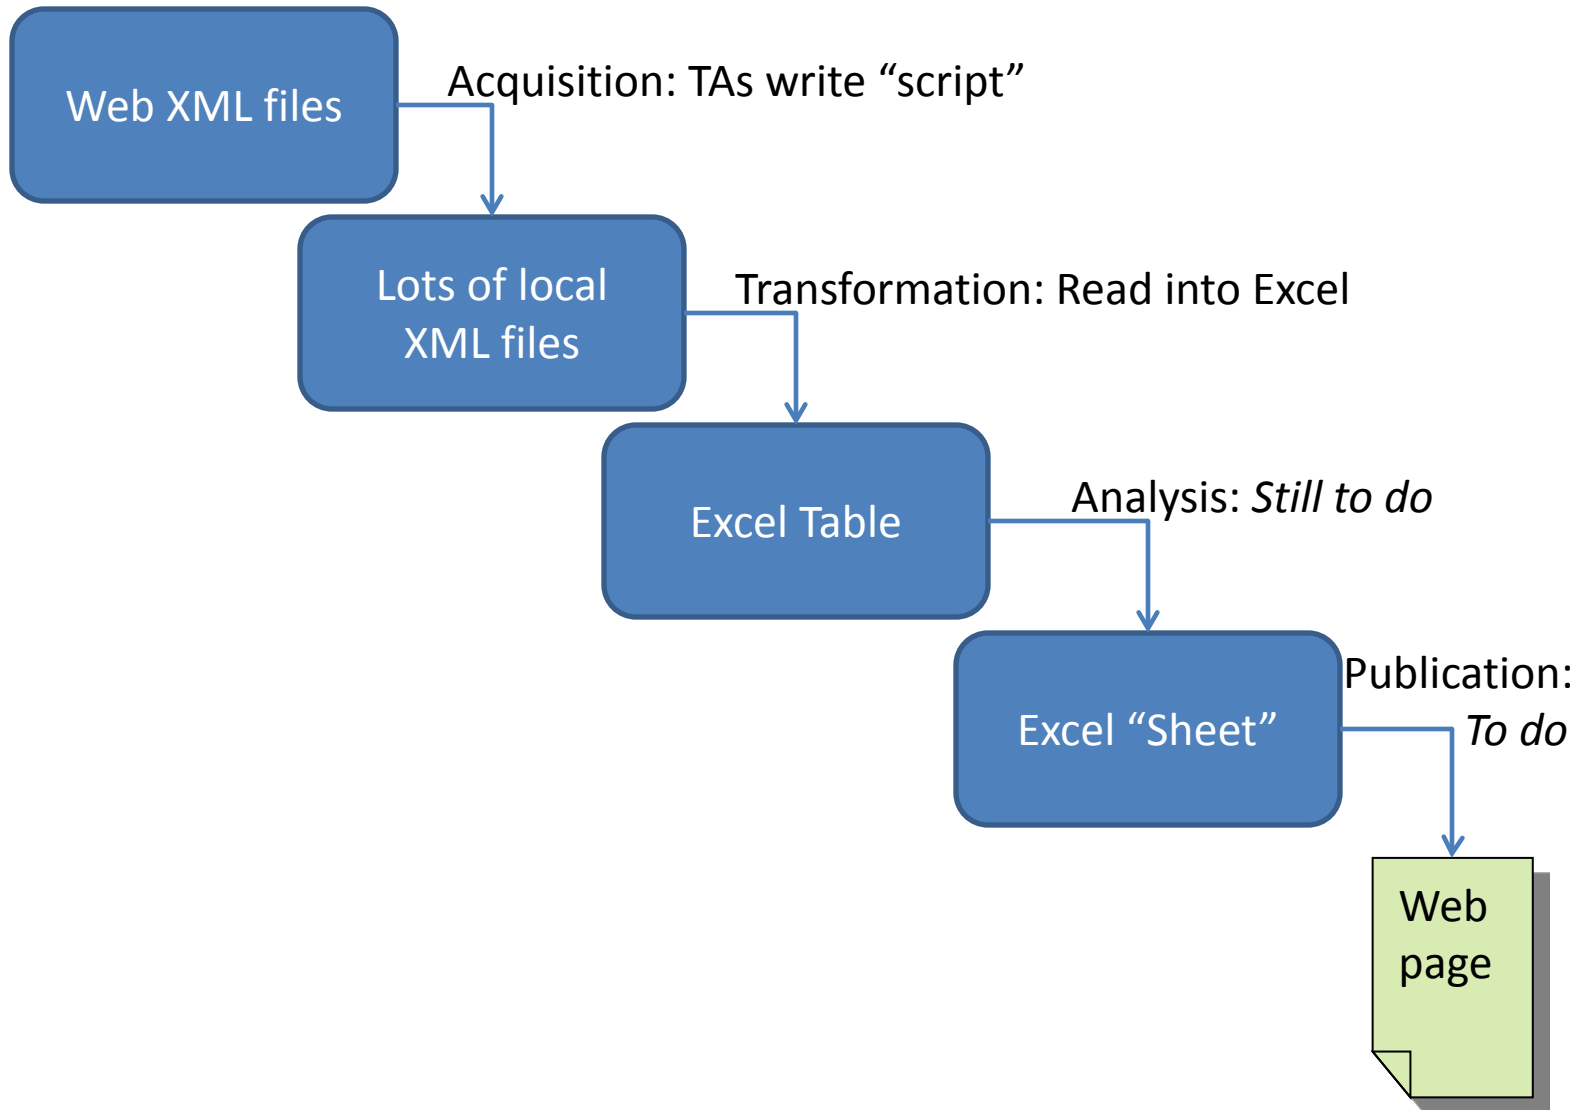 Web XML files
Acquisition: TAs write “script”
Lots of local
XML files
Transformation: Read into Excel
Excel Table
Analysis: Still to do
Excel “Sheet”
Publication:
To do
Web
page